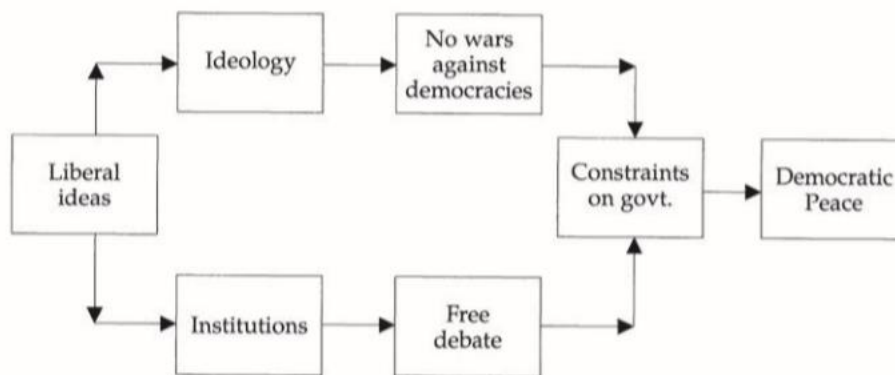 Ideology
No wars
against
democracies
Liberal
ideas
Constraints
on govt.
Democratic
Peace
Institutions
Free
debate